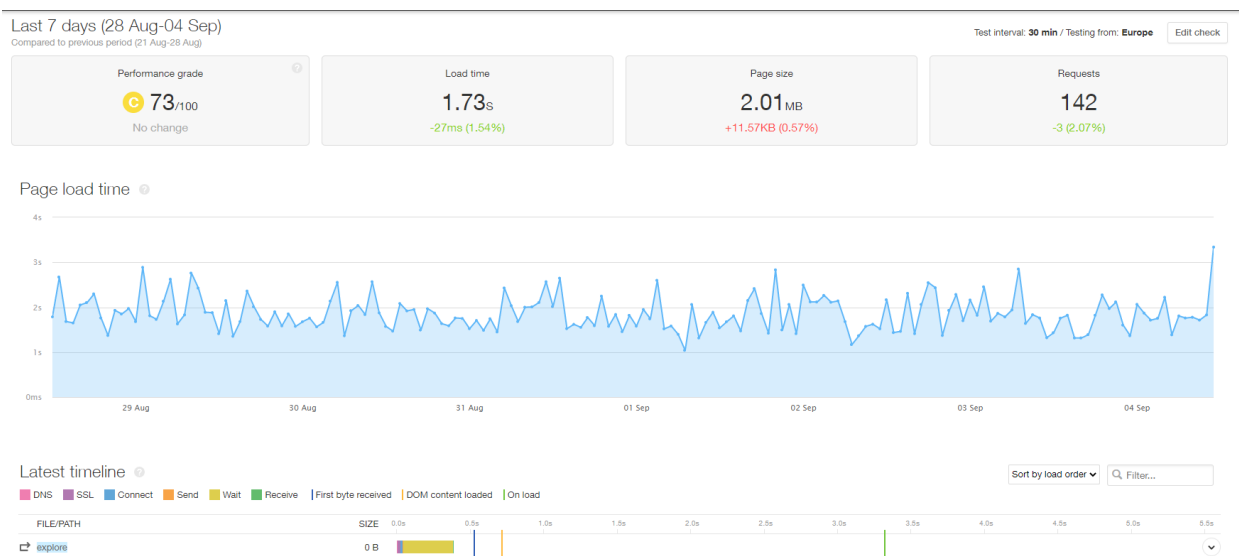 Last 7 days (28 Aug-04 Sep)
Compared to previous period (21 Aug-28 Aug)
Test interval: 30 min / Testing from: Europe
Edit check
Performance grade
?
C 73/100
No change
Load time
1.73s
-27ms (1.54%)
Page size
2.01MB
+11.57KB (0.57%)
Requests
142
-3 (2.07%)
Page load time ?
4s
3s
2s
1s
0ms
29 Aug 30 Aug 31 Aug 01 Sep 02 Sep 03 Sep 04 Sep
Latest timeline ?
Sort by load order
Filter...
DNS SSL Connect Send Wait Receive First byte received DOM content loaded On load
FILE/PATH SIZE 0.0s 0.5s 1.0s 1.5s 2.0s 2.5s 3.0s 3.5s 4.0s 4.5s 5.0s 5.5s
explore 0 B